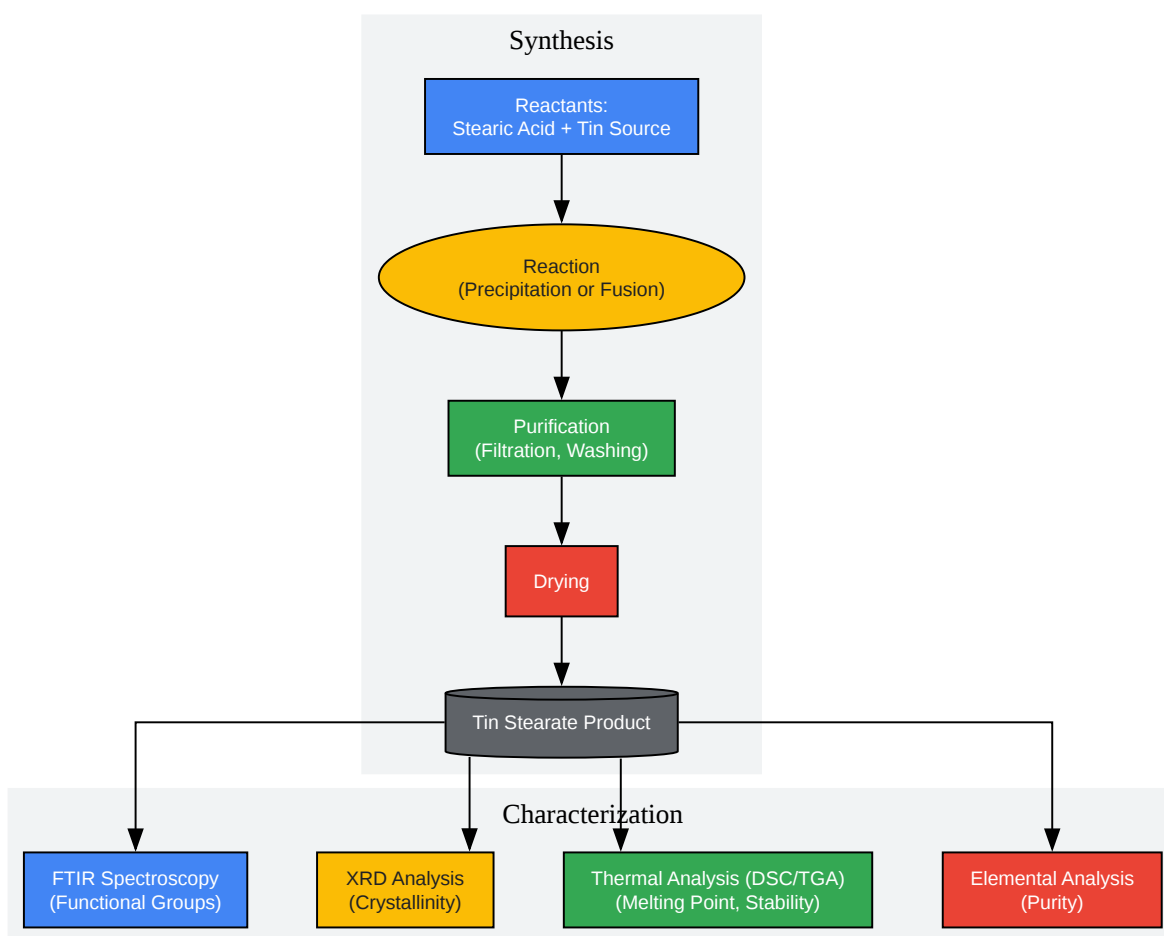 Synthesis
Reactants:
Stearic Acid + Tin Source
Reaction
(Precipitation or Fusion)
Purification
(Filtration, Washing)
Drying
Tin Stearate Product
Characterization
FTIR Spectroscopy
(Functional Groups)
XRD Analysis
(Crystallinity)
Thermal Analysis (DSC/TGA)
(Melting Point, Stability)
Elemental Analysis
(Purity)